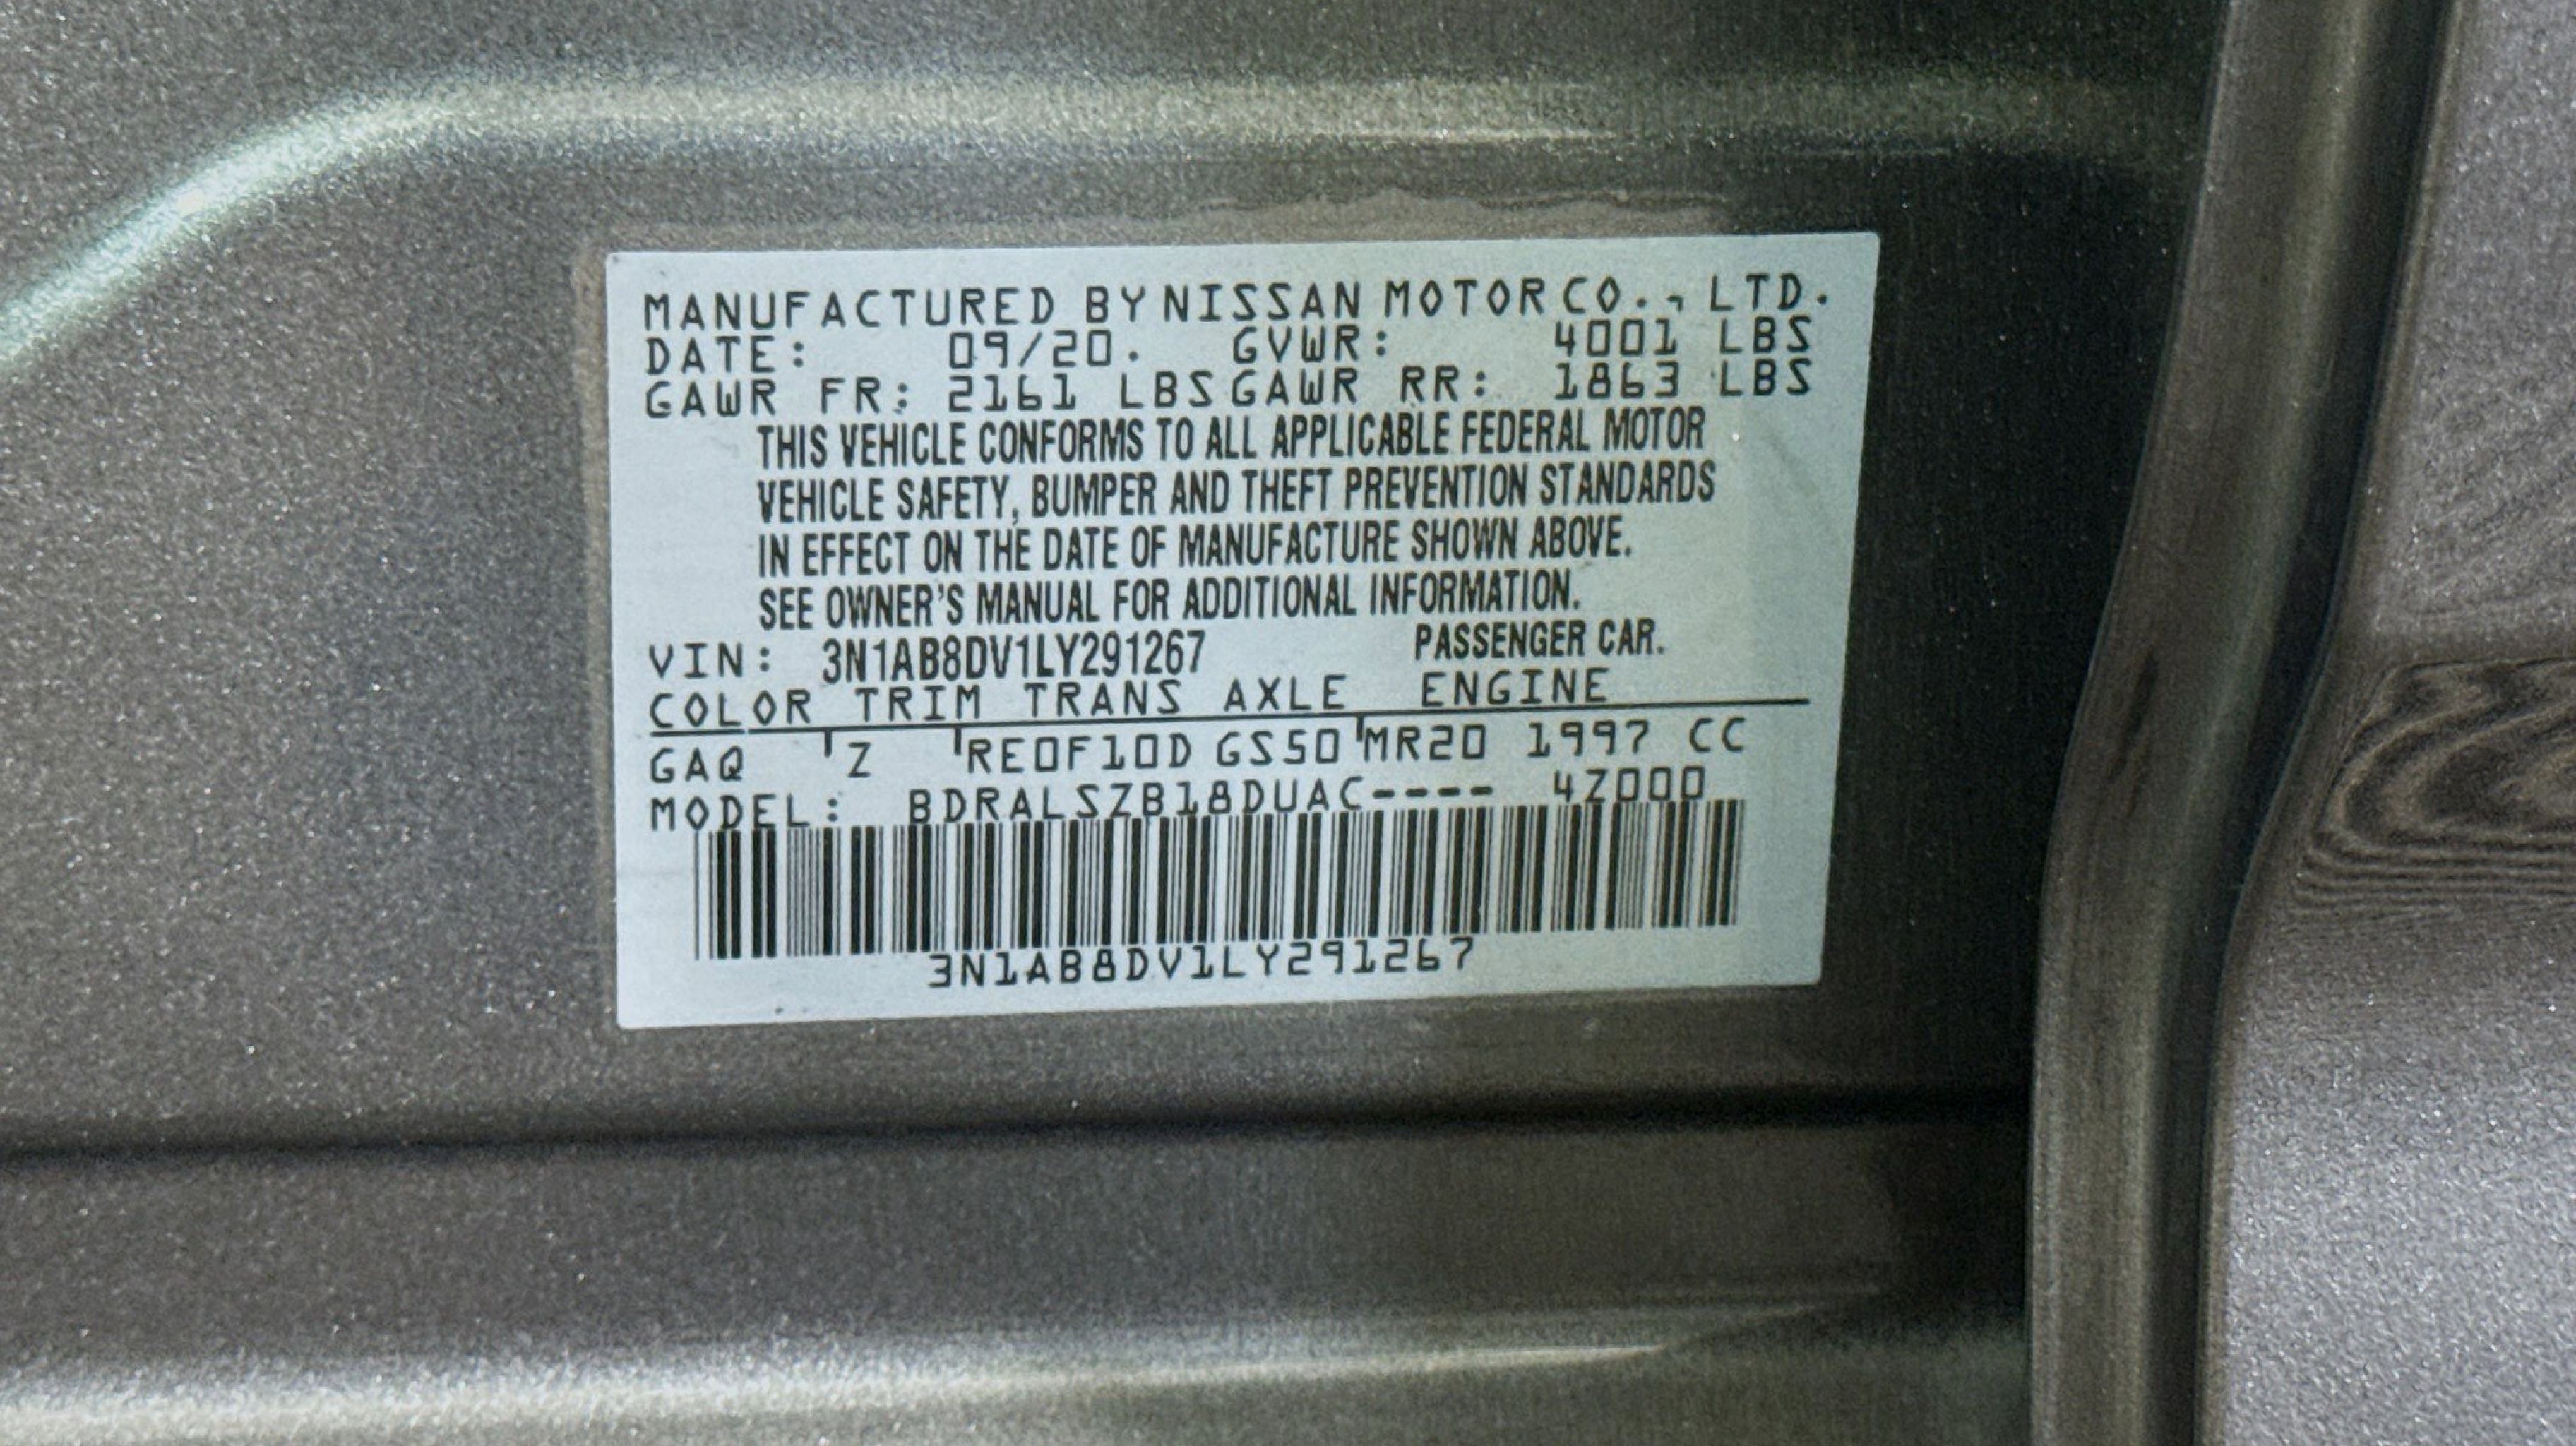 MANUFACTURED BY NISSAN MOTOR CO., LTD.
DATE: 09/20. GVWR: 4001 LBS
GAWR FR: 2161 LBS GAWR RR: 1863 LBS
THIS VEHICLE CONFORMS TO ALL APPLICABLE FEDERAL MOTOR
VEHICLE SAFETY, BUMPER AND THEFT PREVENTION STANDARDS
IN EFFECT ON THE DATE OF MANUFACTURE SHOWN ABOVE.
SEE OWNER'S MANUAL FOR ADDITIONAL INFORMATION.
VIN: 3N1AB8DV1LY291267 PASSENGER CAR.
COLOR TRIM TRANS AXLE ENGINE
GAQ Z RE0F10D GS50 MR20 1997 CC
MODEL: BDRALSZB18DUAC---- 4Z000
3N1AB8DV1LY291267